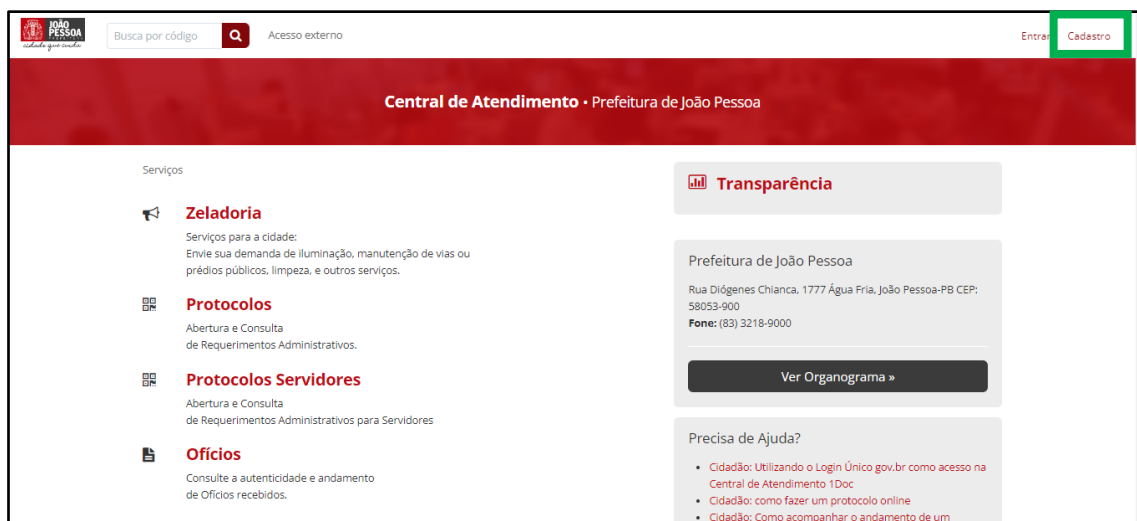 JOÃO
PESSOA
PREFEITURA
cidade que cuida
Busca por código
Acesso externo
Entrar
Cadastro
Central de Atendimento • Prefeitura de João Pessoa
Serviços
Zeladoria
Serviços para a cidade:
Envie sua demanda de iluminação, manutenção de vias ou
prédios públicos, limpeza, e outros serviços.
Protocolos
Abertura e Consulta
de Requerimentos Administrativos.
Protocolos Servidores
Abertura e Consulta
de Requerimentos Administrativos para Servidores
Ofícios
Consulte a autenticidade e andamento
de Ofícios recebidos.
Transparência
Prefeitura de João Pessoa
Rua Diógenes Chianca, 1777 Água Fria, João Pessoa-PB CEP:
58053-900
Fone: (83) 3218-9000
Ver Organograma »
Precisa de Ajuda?
• Cidadão: Utilizando o Login Único gov.br como acesso na
Central de Atendimento 1Doc
• Cidadão: como fazer um protocolo online
• Cidadão: Como acompanhar o andamento de um